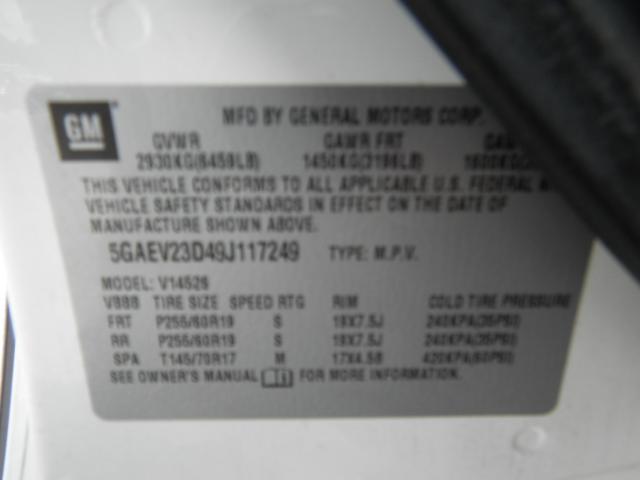 GM
MFD BY GENERAL MOTORS CORP
GVWR GAWR FRT
2930KG(6459LB) 1450KG(3196LB)
THIS VEHICLE CONFORMS TO ALL APPLICABLE U.S. FEDERAL
VEHICLE SAFETY STANDARDS IN EFFECT ON THE DATE OF
MANUFACTURE SHOWN ABOVE.
5GAEV23D49J117249 TYPE: M.P.V.
MODEL: V14526
TIRE SIZE SPEED RTG RIM COLD TIRE PRESSURE
FRT P255/60R19 S 19X7.5J 240KPA(35PSI)
RR P255/60R19 S 19X7.5J 240KPA(35PSI)
SPA T145/70R17 M 17X4.5B 420KPA(60PSI)
SEE OWNER'S MANUAL FOR MORE INFORMATION.